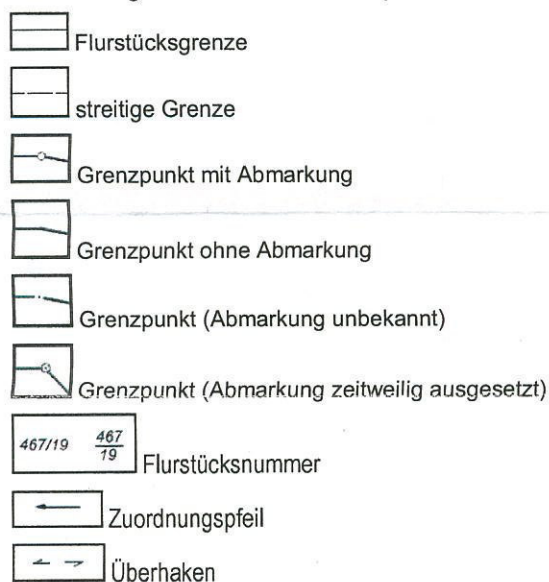 Flurstücksgrenze
streitige Grenze
Grenzpunkt mit Abmarkung
Grenzpunkt ohne Abmarkung
Grenzpunkt (Abmarkung unbekannt)
Grenzpunkt (Abmarkung zeitweilig ausgesetzt)
467/19 467/19 Flurstücksnummer
Zuordnungspfeil
Überhaken